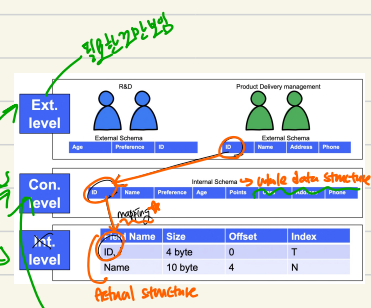 필요한것만 보임
R&D
Product Delivery management
Ext. level
External Schema
External Schema
Age Preference ID
ID Name Address Phone
Internal Schema → whole data structure
Con. level
ID Name Preference Age Points Phone
mapping
Int. level
Name Size Offset Index
ID 4 byte 0 T
Name 10 byte 4 N
Actual structure